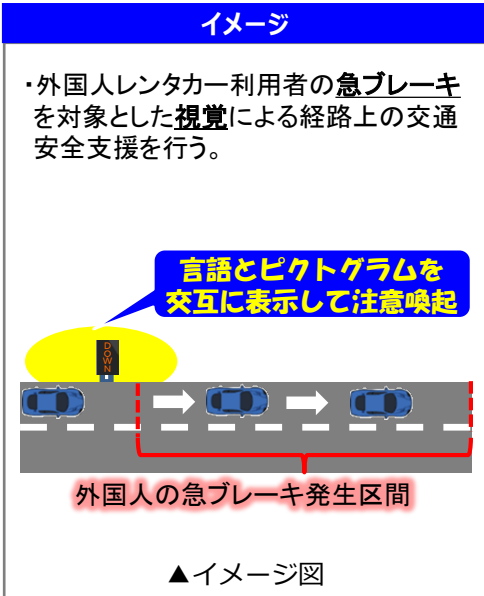 イメージ
・外国人レンタカー利用者の急ブレーキ
を対象とした視覚による経路上の交通
安全支援を行う。
言語とピクトグラムを
交互に表示して注意喚起
DOWN
外国人の急ブレーキ発生区間
▲イメージ図